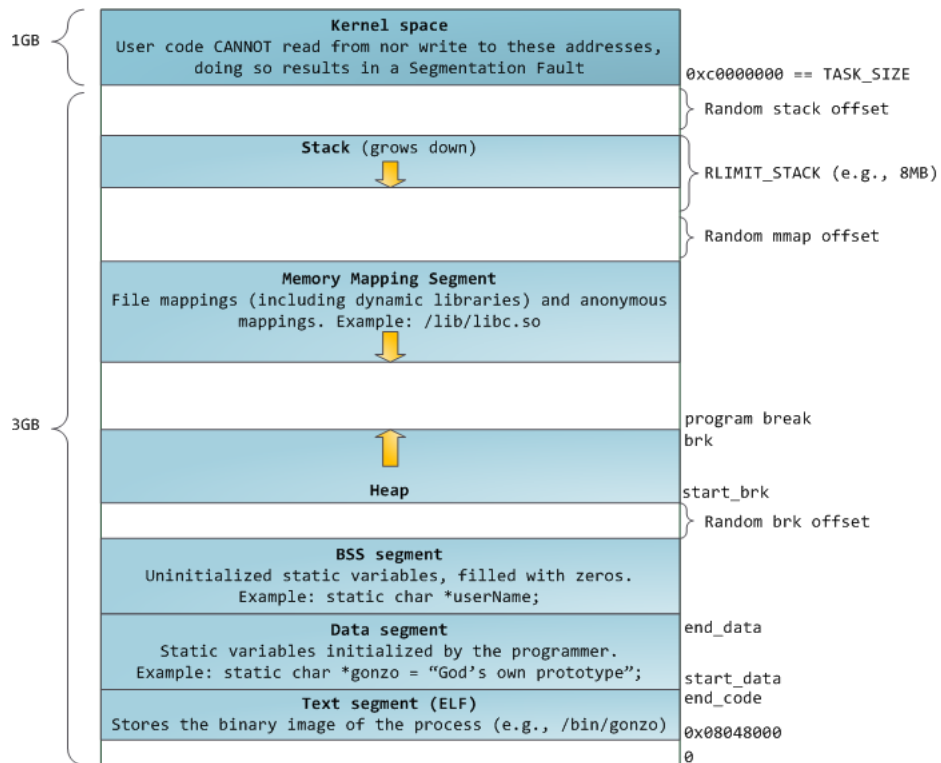 1GB
Kernel space
User code CANNOT read from nor write to these addresses,
doing so results in a Segmentation Fault
0xc0000000 == TASK_SIZE
Random stack offset
Stack (grows down)
RLIMIT_STACK (e.g., 8MB)
Random mmap offset
Memory Mapping Segment
File mappings (including dynamic libraries) and anonymous
mappings. Example: /lib/libc.so
3GB
program break
brk
Heap
start_brk
Random brk offset
BSS segment
Uninitialized static variables, filled with zeros.
Example: static char *userName;
Data segment
end_data
Static variables initialized by the programmer.
Example: static char *gonzo = “God’s own prototype”;
start_data
end_code
Text segment (ELF)
Stores the binary image of the process (e.g., /bin/gonzo)
0x08048000
0